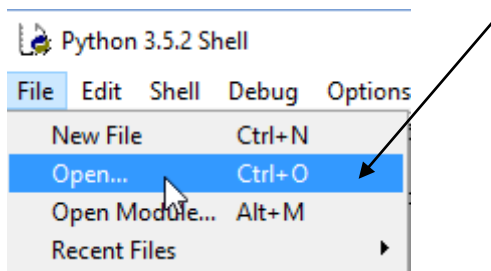 Python 3.5.2 Shell
File Edit Shell Debug Options
New File Ctrl+N
Open... Ctrl+O
Open Module... Alt+M
Recent Files